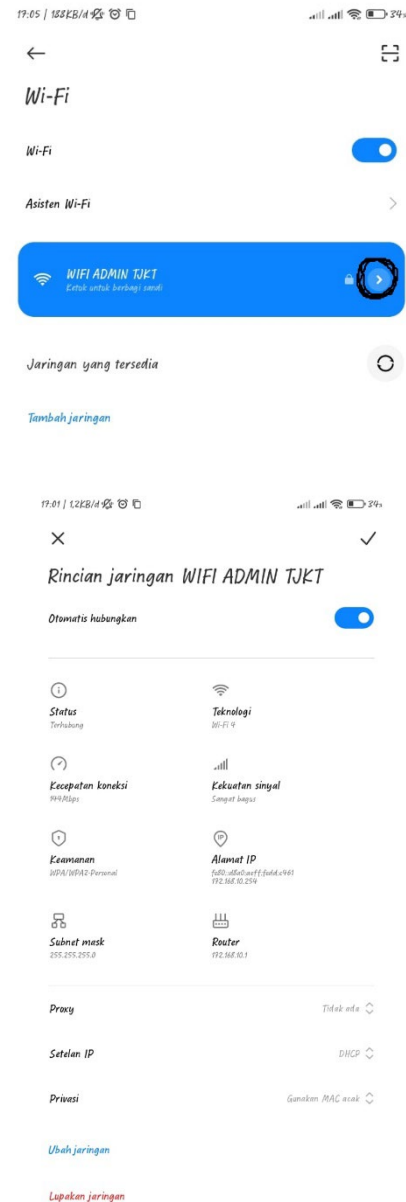 17:05 | 188KB/d
34
Wi-Fi
Wi-Fi
Asisten Wi-Fi
WIFI ADMIN TJKT
Ketuk untuk berbagi sandi
Jaringan yang tersedia
Tambah jaringan
17:01 | 1,2KB/d
34
Rincian jaringan WIFI ADMIN TJKT
Otomatis hubungkan
Status
Terhubung
Teknologi
Wi-Fi 4
Kecepatan koneksi
144Mbps
Kekuatan sinyal
Sangat bagus
Keamanan
WPA/WPA2-Personal
IP
Alamat IP
192.168.10.254
Subnet mask
255.255.255.0
Router
192.168.10.1
Proxy
Tidak ada
Setelan IP
DHCP
Privasi
Gunakan MAC acak
Ubah jaringan
Lupakan jaringan